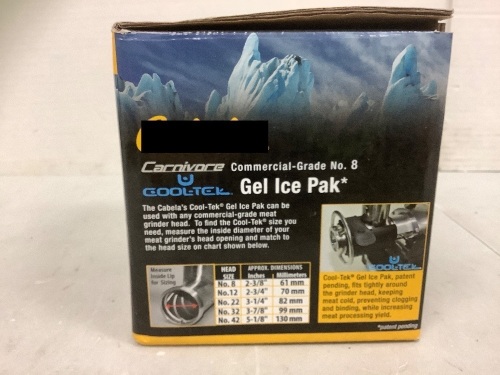 Carnivore Commercial-Grade No. 8
COOL-TEK Gel Ice Pak*
The Cabela's Cool-Tek® Gel Ice Pak can be
used with any commercial-grade meat
grinder head. To find the Cool-Tek® size you
need, measure the inside diameter of your
meat grinder's head opening and match to
the head size on chart shown below.
Measure
Inside Lip
for Sizing
HEAD SIZE APPROX. DIMENSIONS Inches Millimeters
No. 8 2-3/8" 61 mm
No.12 2-3/4" 70 mm
No. 22 3-1/4" 82 mm
No. 32 3-7/8" 99 mm
No. 42 5-1/8" 130 mm
COOL-TEK
Cool-Tek® Gel Ice Pak, patent
pending, fits tightly around
the grinder head, keeping
meat cold, preventing clogging
and binding, while increasing
meat processing yield.
*patent pending